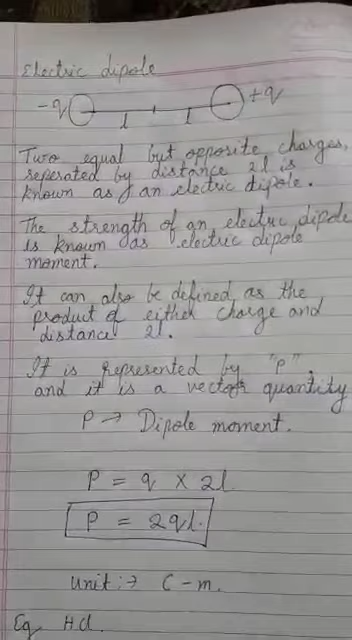 Electric dipole
-q +q
l l
Two equal but opposite charges,
seperated by distance 2l is
known as an electric dipole.
The strength of an electric dipole
is known as electric dipole
moment.
It can also be defined as the
product of either charge and
distance 2l.
It is represented by "P".
and it is a vector quantity
P → Dipole moment.
P = q × 2l
P = 2ql.
unit :→ C-m.
Eg HCl.